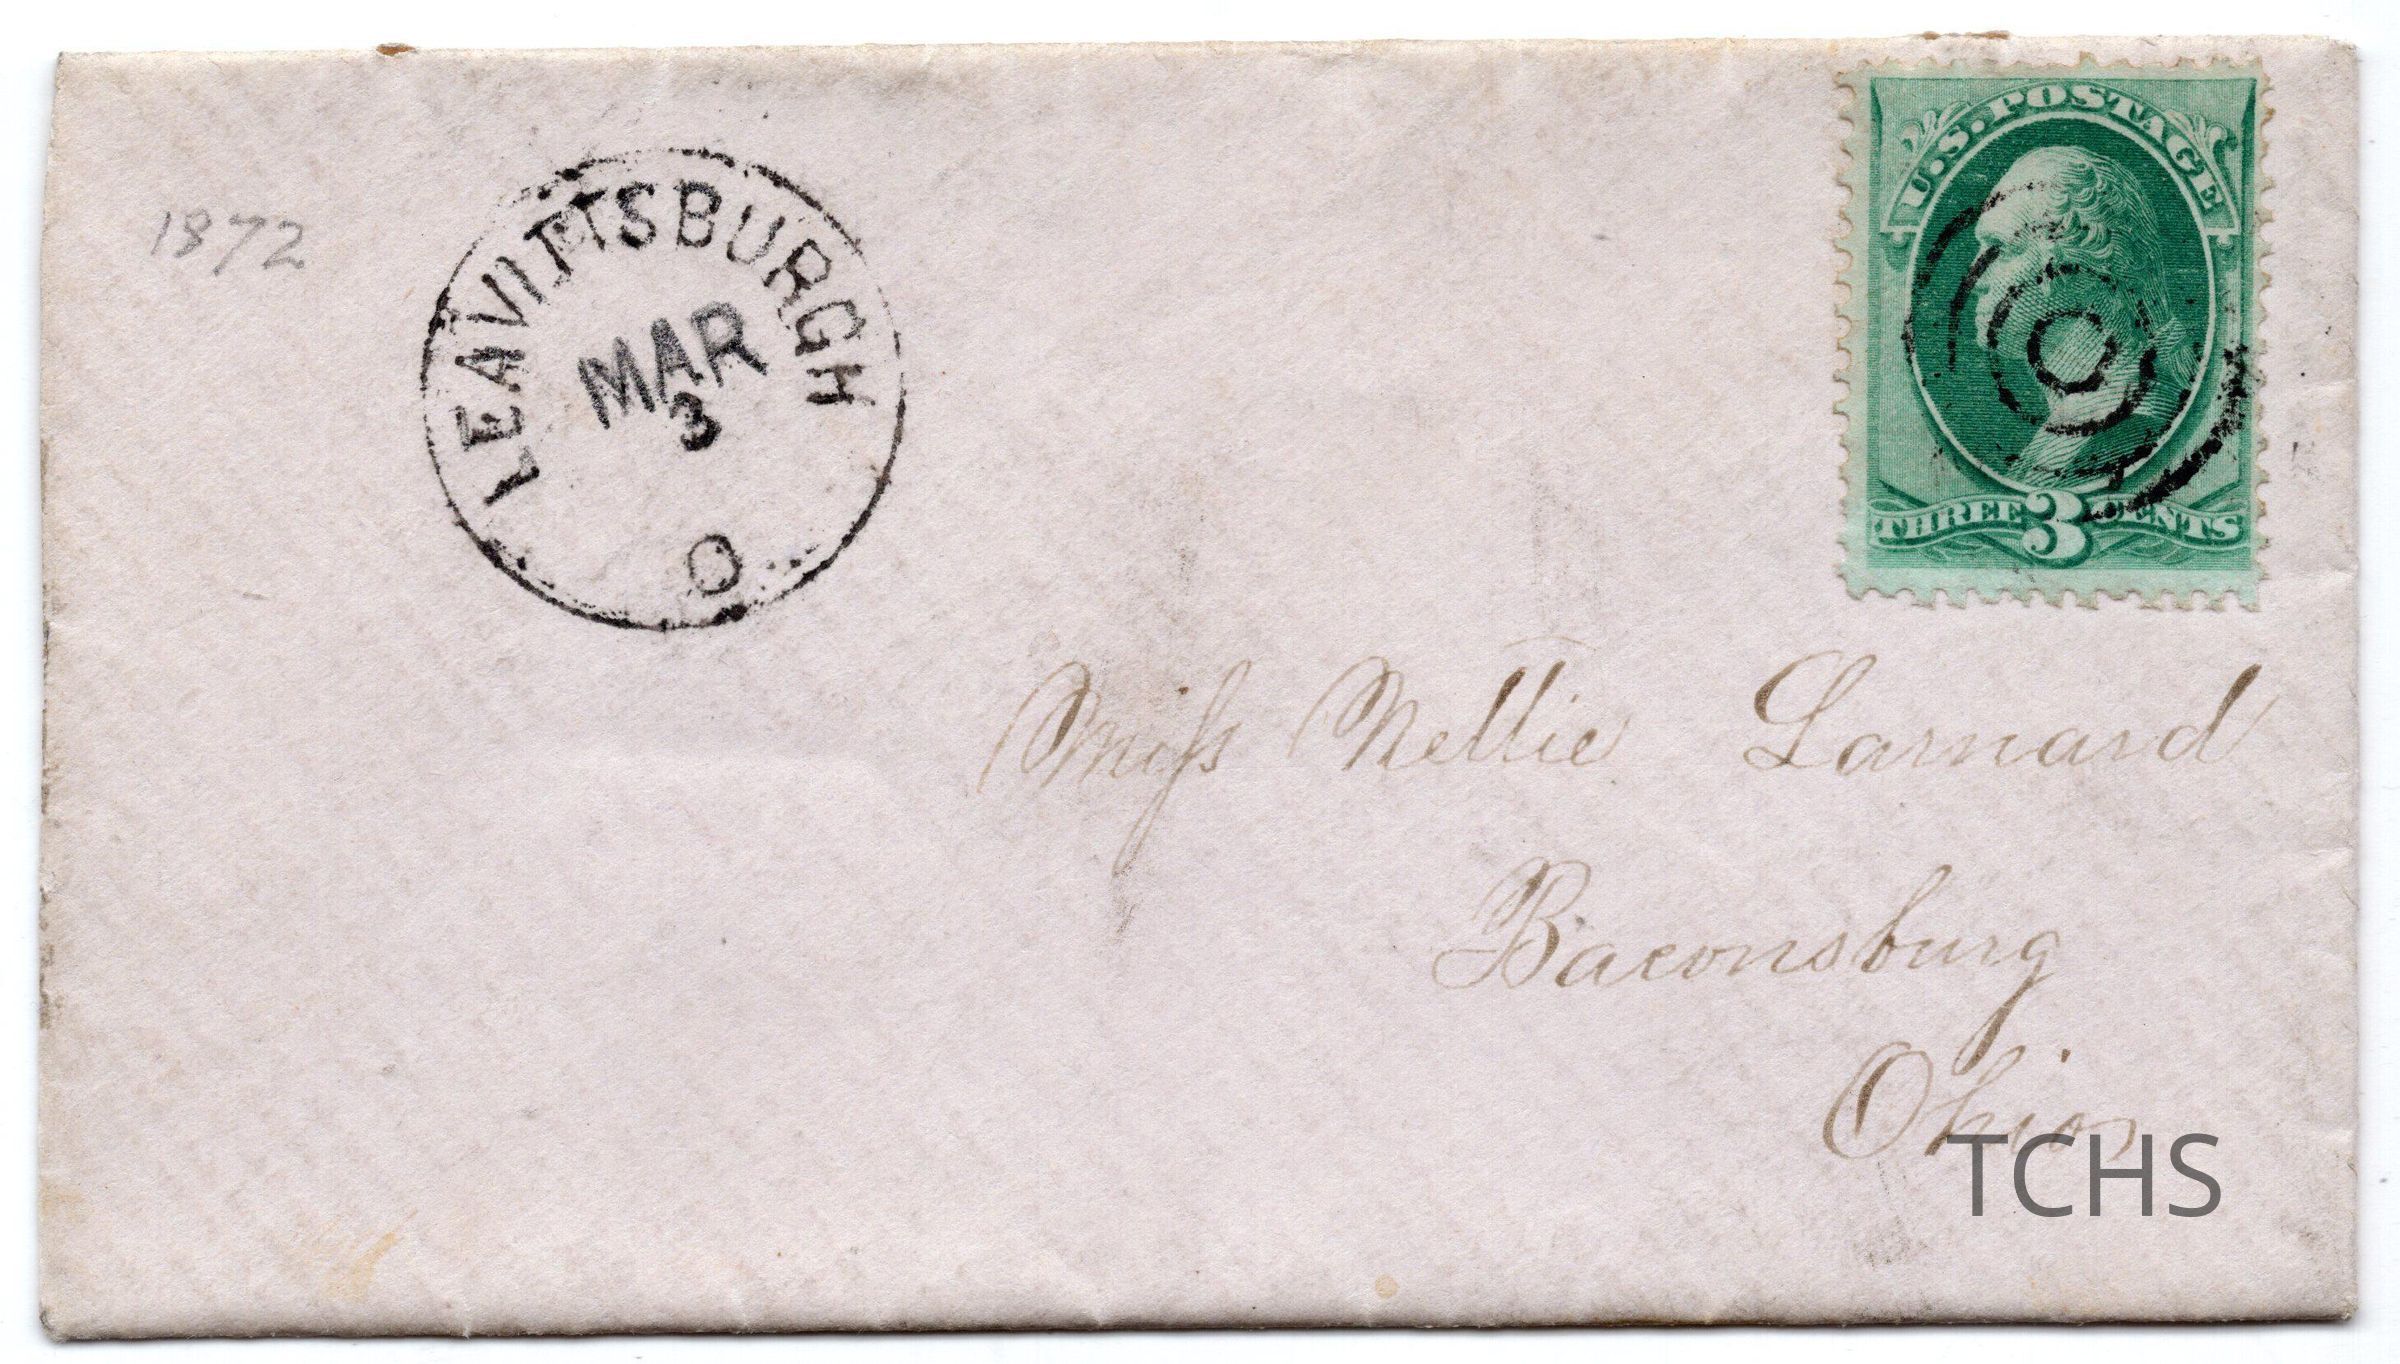 1872
LEAVITTSBURGH
MAR
3
O
U.S. POSTAGE
THREE 3 CENTS
Miss Nellie Larnard
Baconsburg
Ohio
TCHS